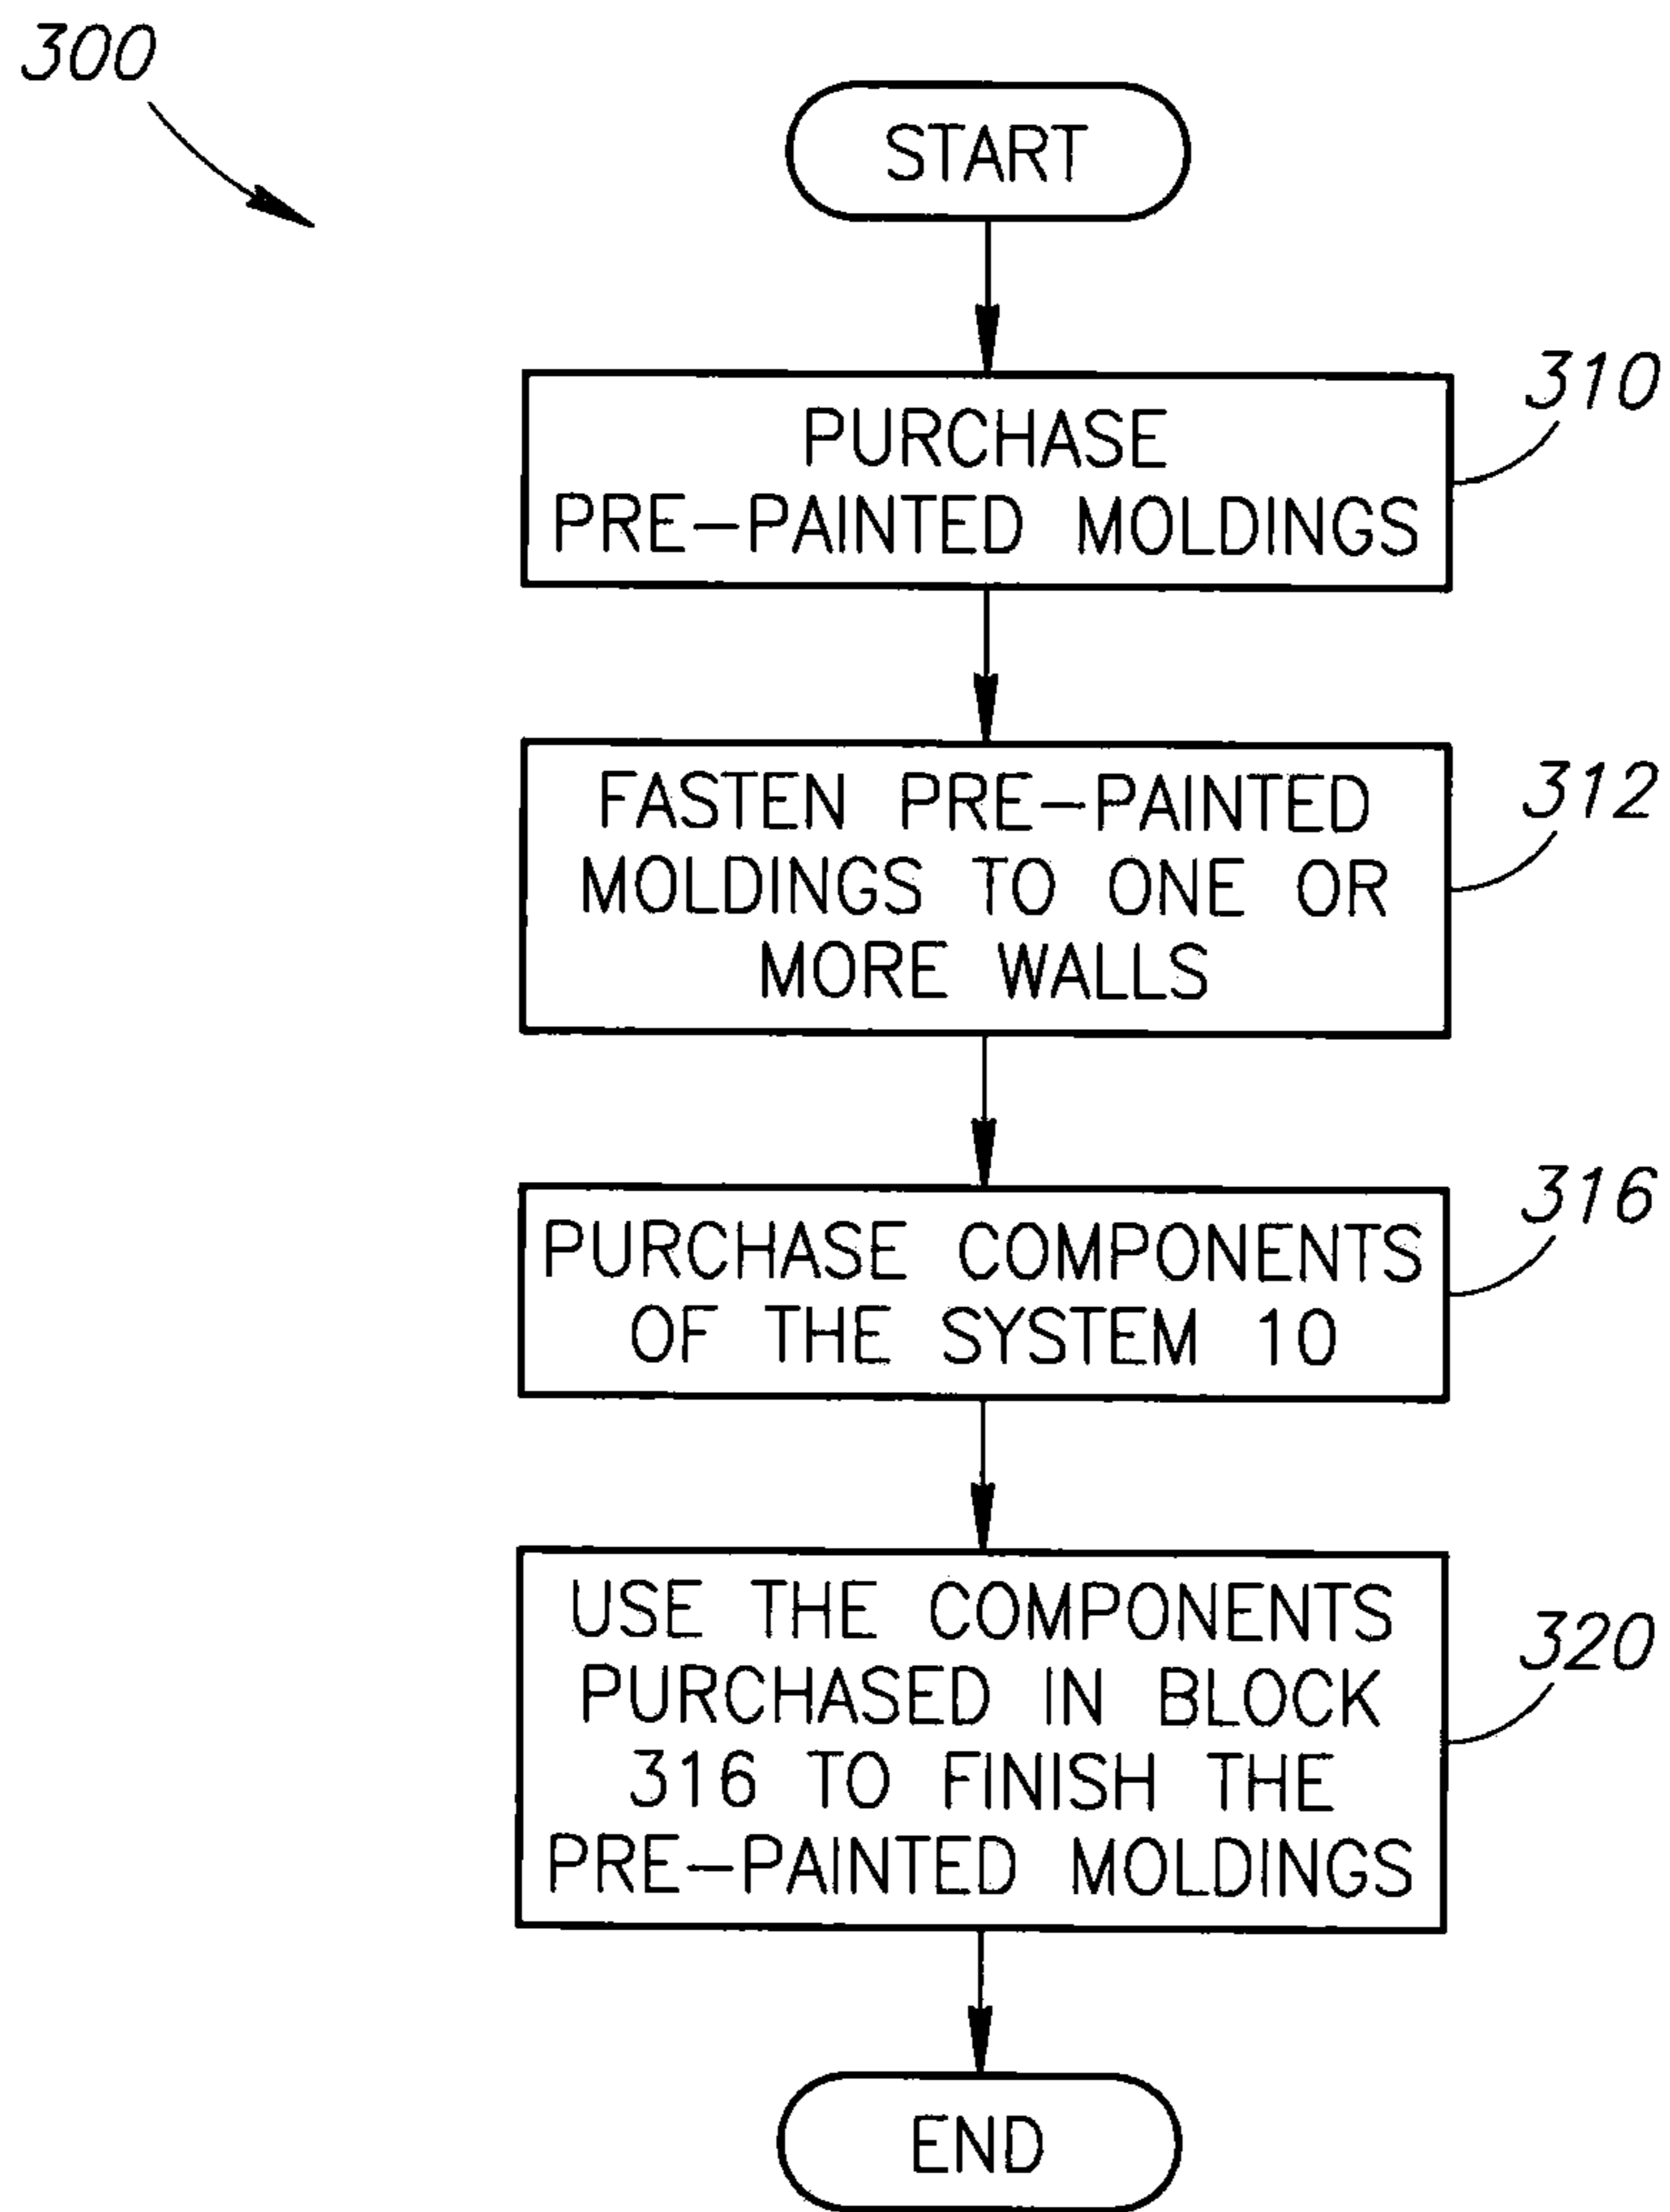 300
START
310
PURCHASE
PRE-PAINTED MOLDINGS
312
FASTEN PRE-PAINTED
MOLDINGS TO ONE OR
MORE WALLS
316
PURCHASE COMPONENTS
OF THE SYSTEM 10
320
USE THE COMPONENTS
PURCHASED IN BLOCK
316 TO FINISH THE
PRE-PAINTED MOLDINGS
END